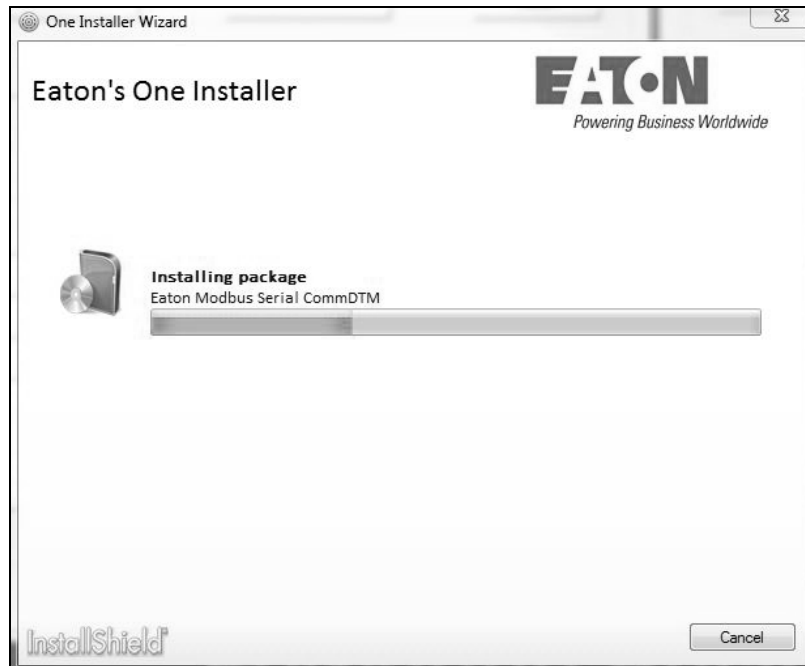 One Installer Wizard
Eaton's One Installer
EATON
Powering Business Worldwide
Installing package
Eaton Modbus Serial CommDTM
InstallShield
Cancel